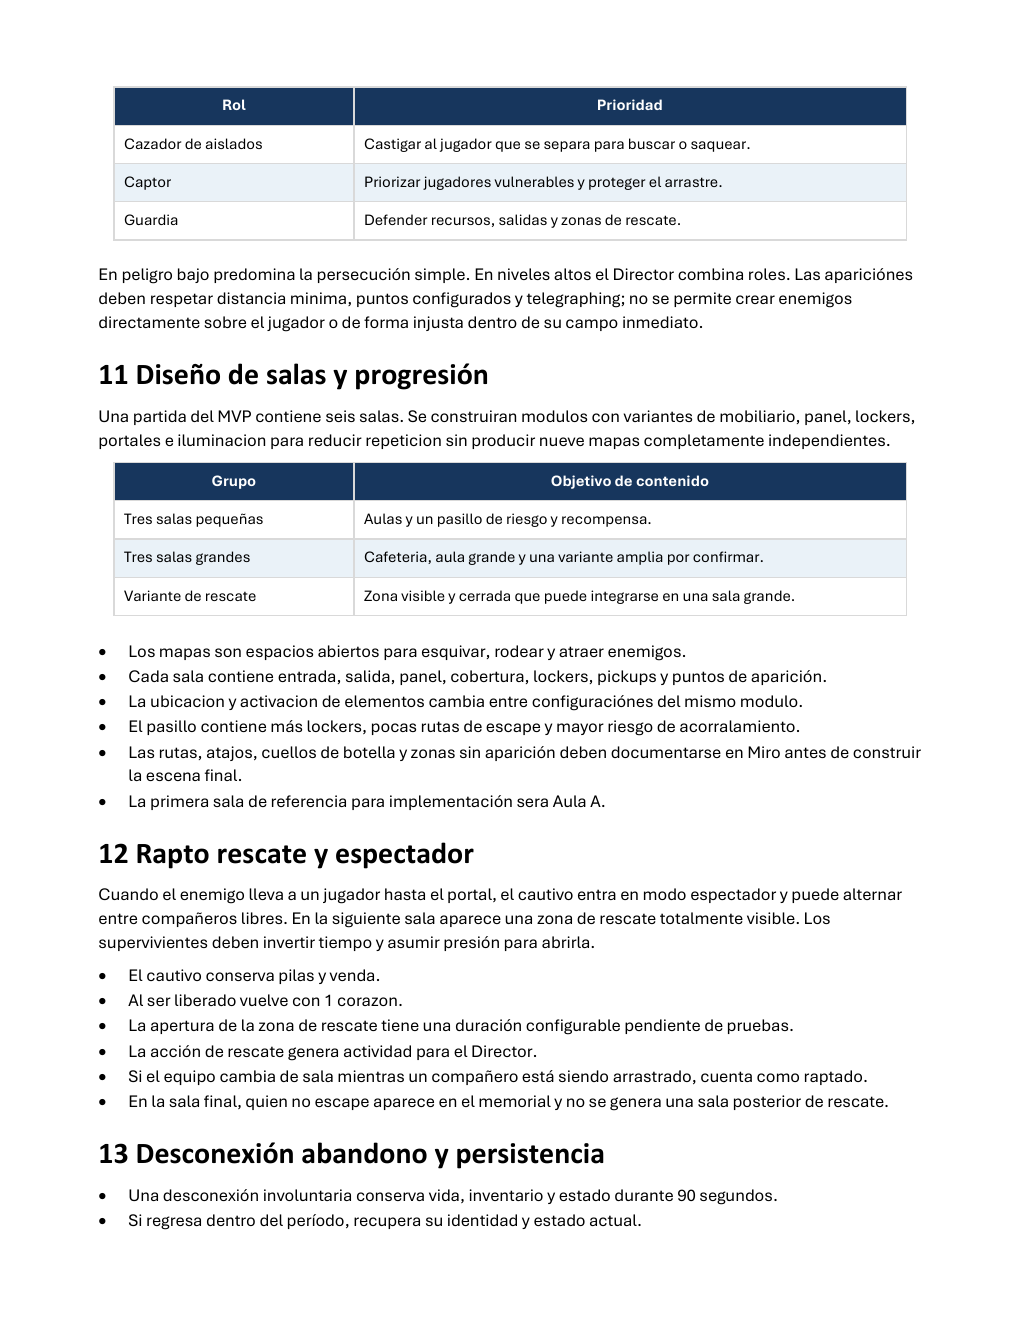 Rol Prioridad
Cazador de aislados Castigar al jugador que se separa para buscar o saquear.
Captor Priorizar jugadores vulnerables y proteger el arrastre.
Guardia Defender recursos, salidas y zonas de rescate.
En peligro bajo predomina la persecución simple. En niveles altos el Director combina roles. Las apariciónes
deben respetar distancia minima, puntos configurados y telegraphing; no se permite crear enemigos
directamente sobre el jugador o de forma injusta dentro de su campo inmediato.
11 Diseño de salas y progresión
Una partida del MVP contiene seis salas. Se construiran modulos con variantes de mobiliario, panel, lockers,
portales e iluminacion para reducir repeticion sin producir nueve mapas completamente independientes.
Grupo Objetivo de contenido
Tres salas pequeñas Aulas y un pasillo de riesgo y recompensa.
Tres salas grandes Cafeteria, aula grande y una variante amplia por confirmar.
Variante de rescate Zona visible y cerrada que puede integrarse en una sala grande.
• Los mapas son espacios abiertos para esquivar, rodear y atraer enemigos.
• Cada sala contiene entrada, salida, panel, cobertura, lockers, pickups y puntos de aparición.
• La ubicacion y activacion de elementos cambia entre configuraciónes del mismo modulo.
• El pasillo contiene más lockers, pocas rutas de escape y mayor riesgo de acorralamiento.
• Las rutas, atajos, cuellos de botella y zonas sin aparición deben documentarse en Miro antes de construir
la escena final.
• La primera sala de referencia para implementación sera Aula A.
12 Rapto rescate y espectador
Cuando el enemigo lleva a un jugador hasta el portal, el cautivo entra en modo espectador y puede alternar
entre compañeros libres. En la siguiente sala aparece una zona de rescate totalmente visible. Los
supervivientes deben invertir tiempo y asumir presión para abrirla.
• El cautivo conserva pilas y venda.
• Al ser liberado vuelve con 1 corazon.
• La apertura de la zona de rescate tiene una duración configurable pendiente de pruebas.
• La acción de rescate genera actividad para el Director.
• Si el equipo cambia de sala mientras un compañero está siendo arrastrado, cuenta como raptado.
• En la sala final, quien no escape aparece en el memorial y no se genera una sala posterior de rescate.
13 Desconexión abandono y persistencia
• Una desconexión involuntaria conserva vida, inventario y estado durante 90 segundos.
• Si regresa dentro del período, recupera su identidad y estado actual.